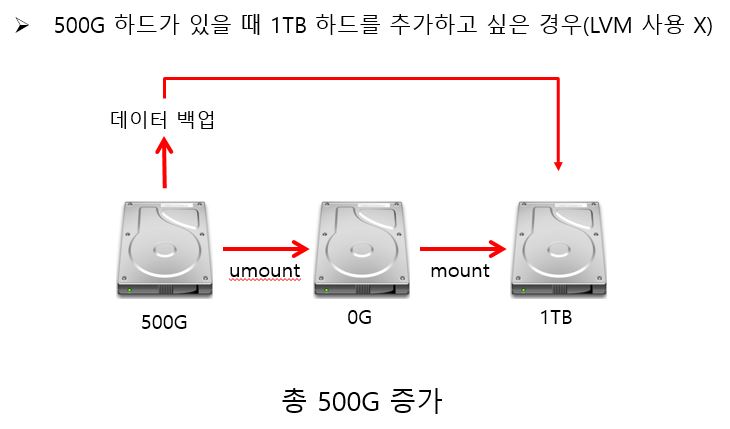 ➢ 500G 하드가 있을 때 1TB 하드를 추가하고 싶은 경우(LVM 사용 X)
데이터 백업
umount
mount
500G
0G
1TB
총 500G 증가